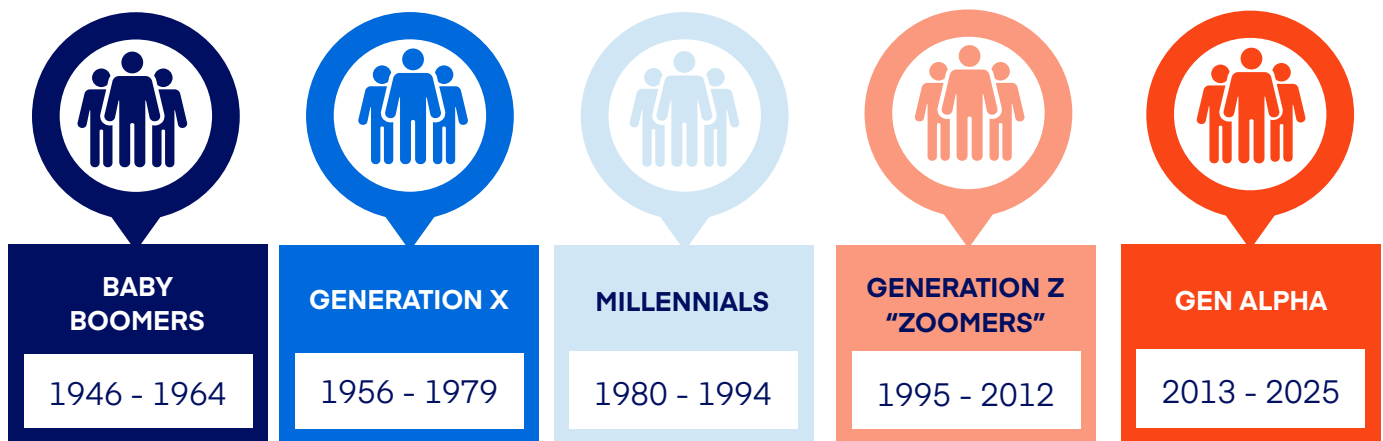 BABY
BOOMERS
1946 - 1964
GENERATION X
1956 - 1979
MILLENNIALS
1980 - 1994
GENERATION Z
“ZOOMERS”
1995 - 2012
GEN ALPHA
2013 - 2025